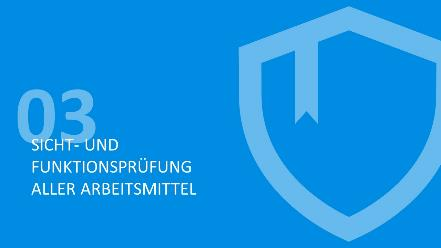 03
SICHT- UND
FUNKTIONSPRÜFUNG
ALLER ARBEITSMITTEL